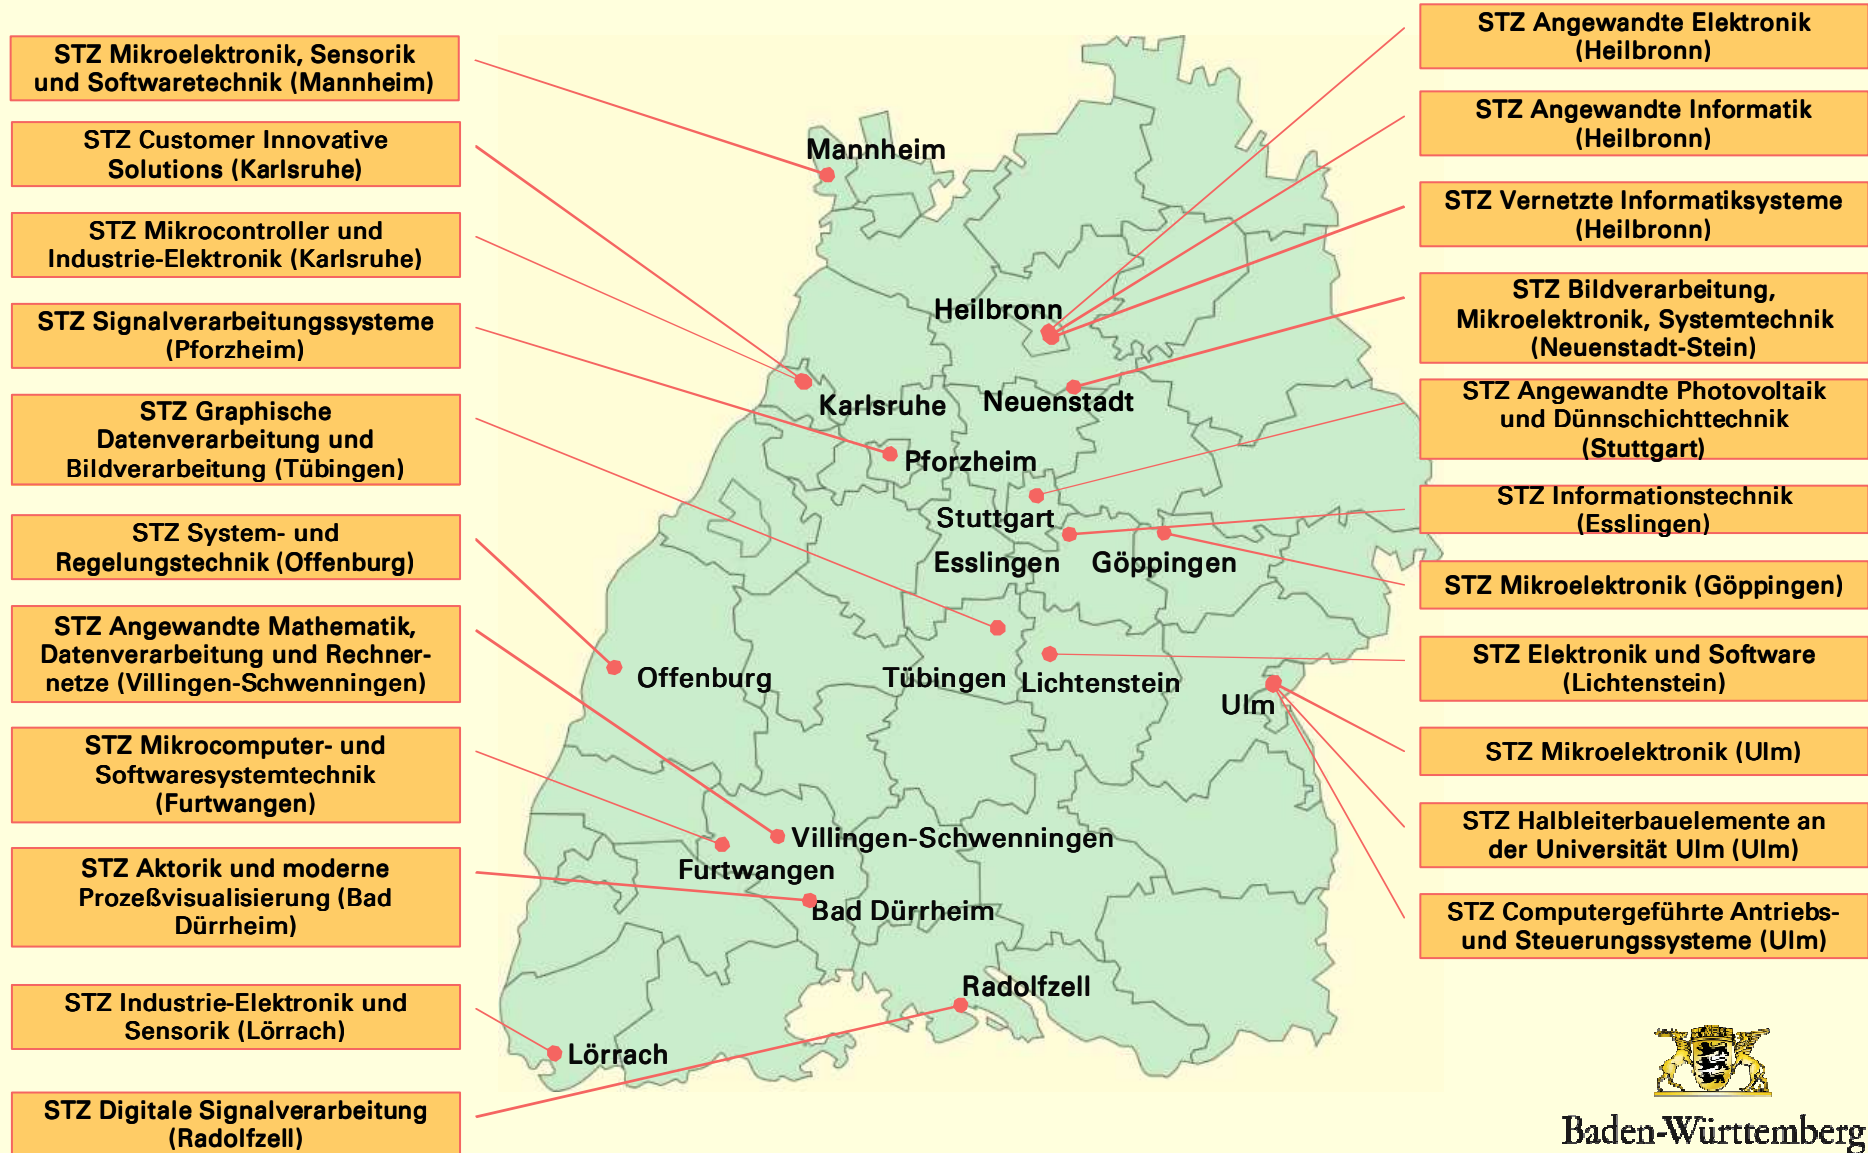 STZ Mikroelektronik, Sensorik
und Softwaretechnik (Mannheim)
STZ Customer Innovative
Solutions (Karlsruhe)
STZ Mikrocontroller und
Industrie-Elektronik (Karlsruhe)
STZ Signalverarbeitungssysteme
(Pforzheim)
STZ Graphische
Datenverarbeitung und
Bildverarbeitung (Tübingen)
STZ System- und
Regelungstechnik (Offenburg)
STZ Angewandte Mathematik,
Datenverarbeitung und Rechner-
netze (Villingen-Schwenningen)
STZ Mikrocomputer- und
Softwaresystemtechnik
(Furtwangen)
STZ Aktorik und moderne
Prozeßvisualisierung (Bad
Dürrheim)
STZ Industrie-Elektronik und
Sensorik (Lörrach)
STZ Digitale Signalverarbeitung
(Radolfzell)
Mannheim
Heilbronn
Karlsruhe
Neuenstadt
Pforzheim
Stuttgart
Esslingen
Göppingen
Offenburg
Tübingen
Lichtenstein
Ulm
Villingen-Schwenningen
Furtwangen
Bad Dürrheim
Radolfzell
Lörrach
STZ Angewandte Elektronik
(Heilbronn)
STZ Angewandte Informatik
(Heilbronn)
STZ Vernetzte Informatiksysteme
(Heilbronn)
STZ Bildverarbeitung,
Mikroelektronik, Systemtechnik
(Neuenstadt-Stein)
STZ Angewandte Photovoltaik
und Dünnschichttechnik
(Stuttgart)
STZ Informationstechnik
(Esslingen)
STZ Mikroelektronik (Göppingen)
STZ Elektronik und Software
(Lichtenstein)
STZ Mikroelektronik (Ulm)
STZ Halbleiterbauelemente an
der Universität Ulm (Ulm)
STZ Computergeführte Antriebs-
und Steuerungssysteme (Ulm)
Baden-Württemberg